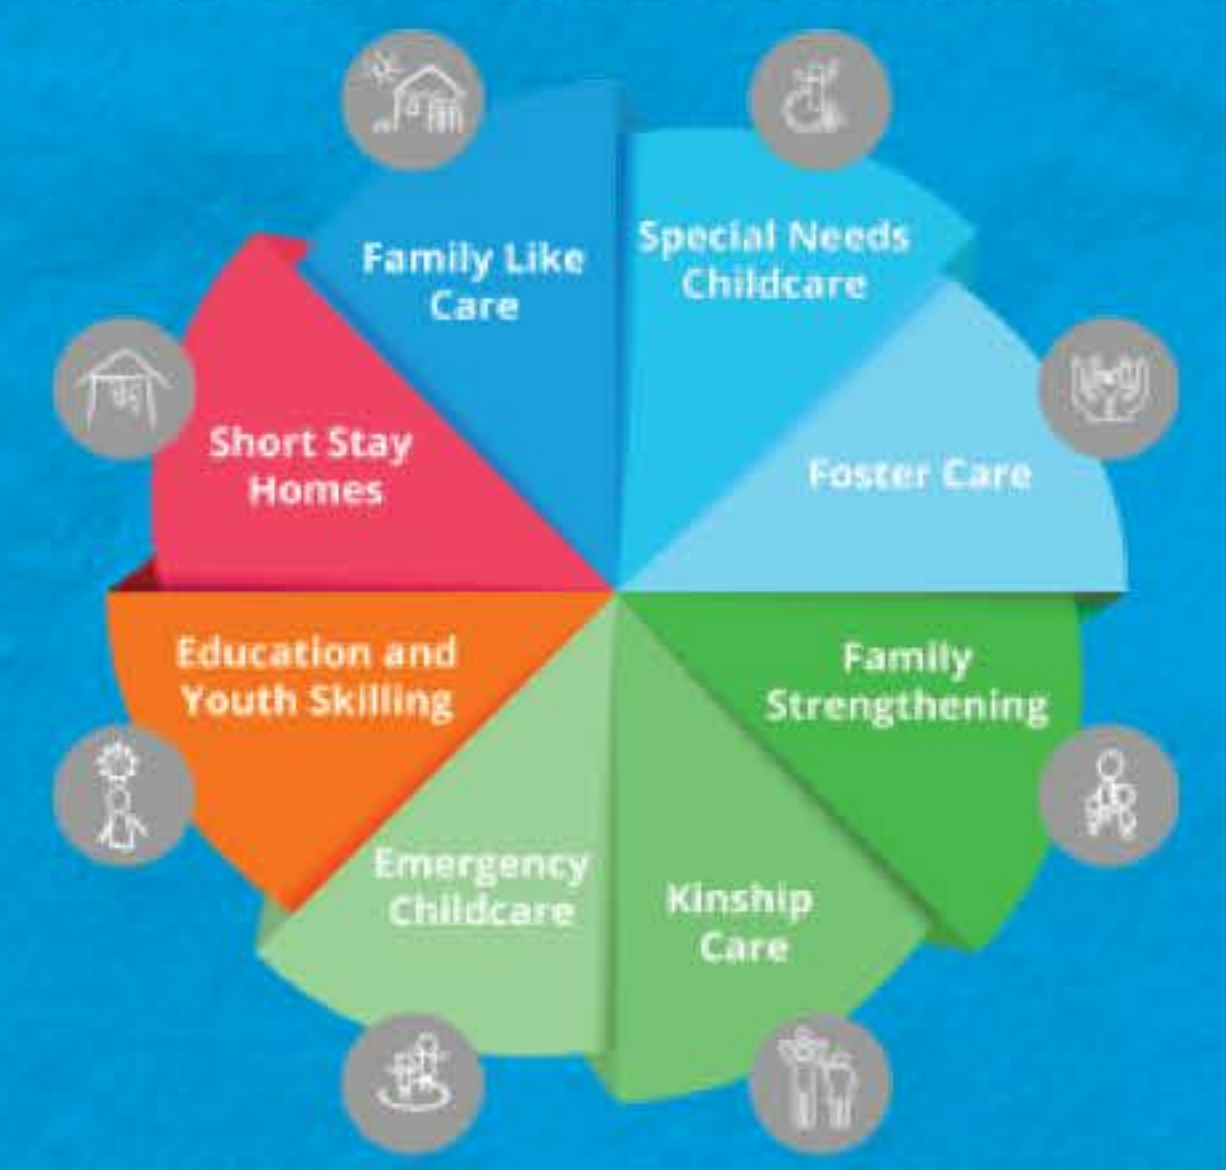 Family Like
Care
Special Needs
Childcare
Foster Care
Family
Strengthening
Kinship
Care
Emergency
Childcare
Education and
Youth Skilling
Short Stay
Homes